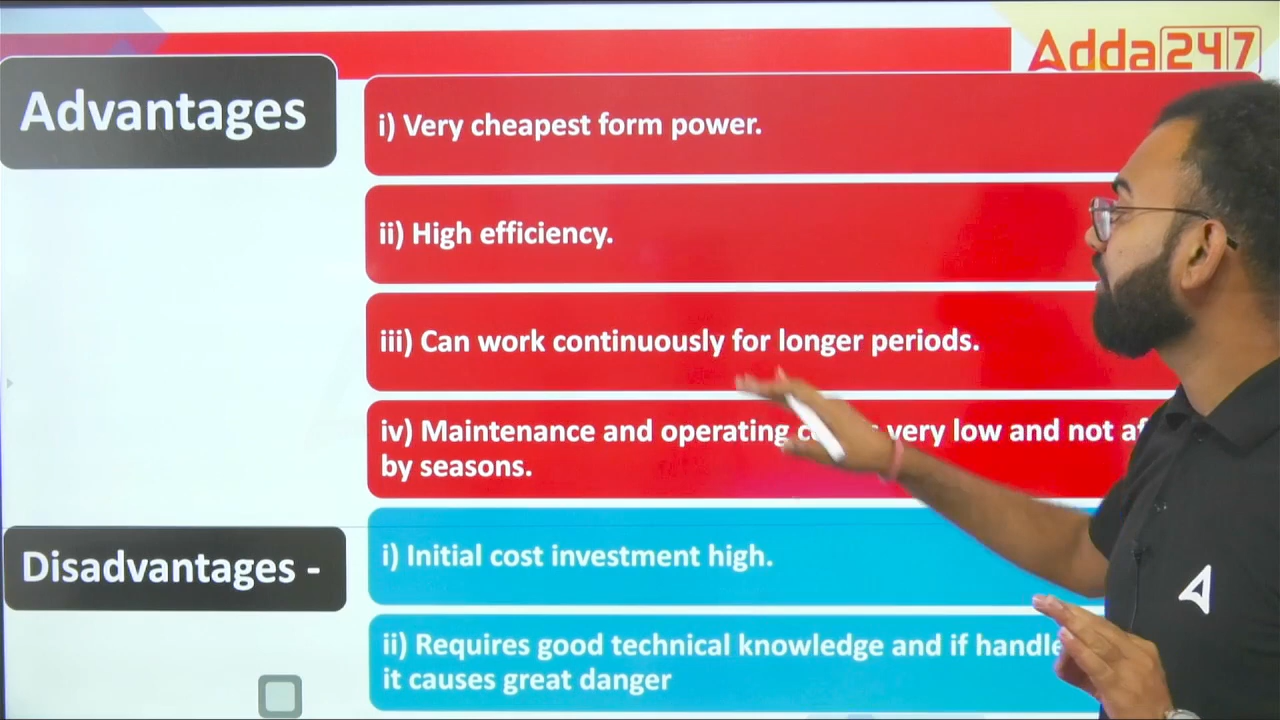 Adda247
Advantages
i) Very cheapest form power.
ii) High efficiency.
iii) Can work continuously for longer periods.
iv) Maintenance and operating very low and not
by seasons.
Disadvantages -
i) Initial cost investment high.
ii) Requires good technical knowledge and if
it causes great danger